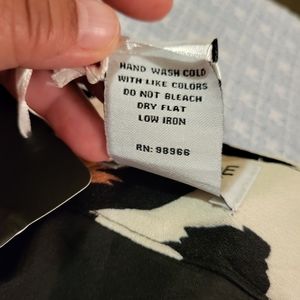 HAND WASH COLD
WITH LIKE COLORS
DO NOT BLEACH
DRY FLAT
LOW IRON
RN: 98966
E